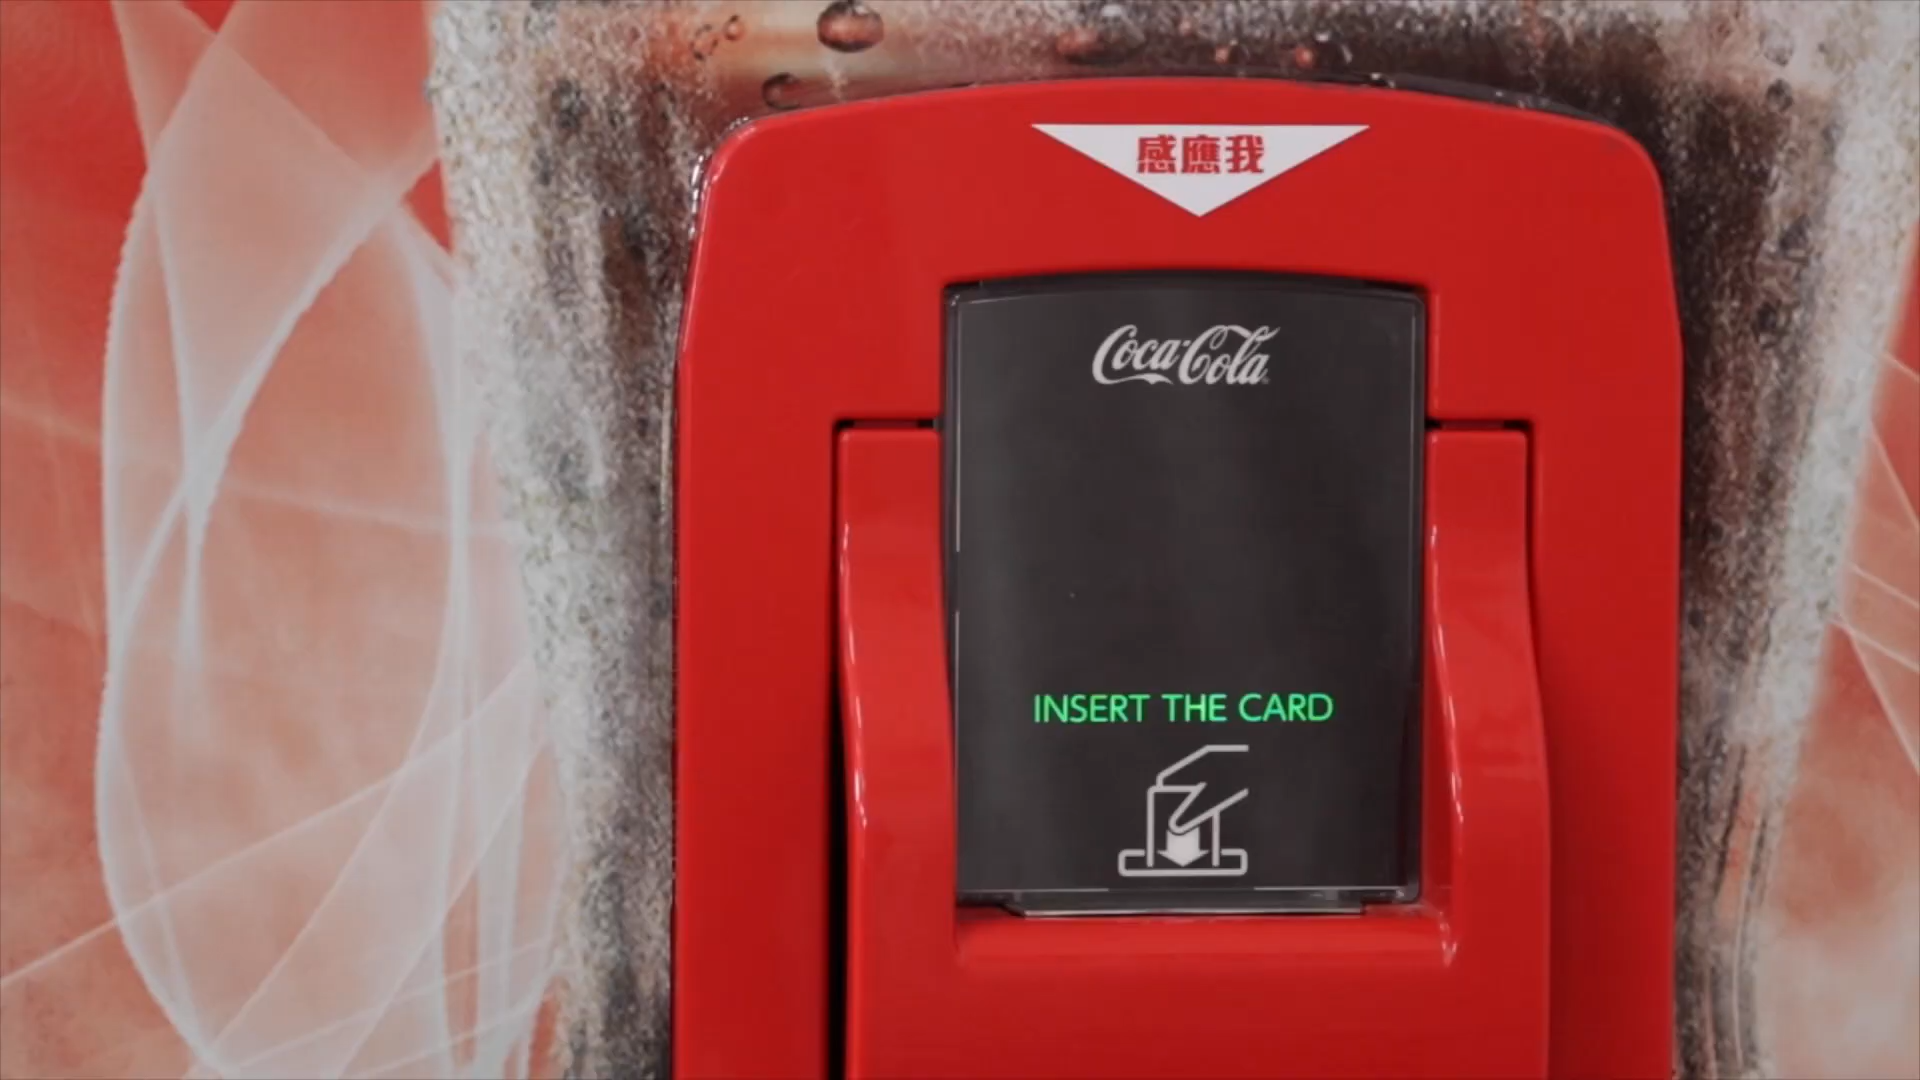 感應我
Coca-Cola
INSERT THE CARD